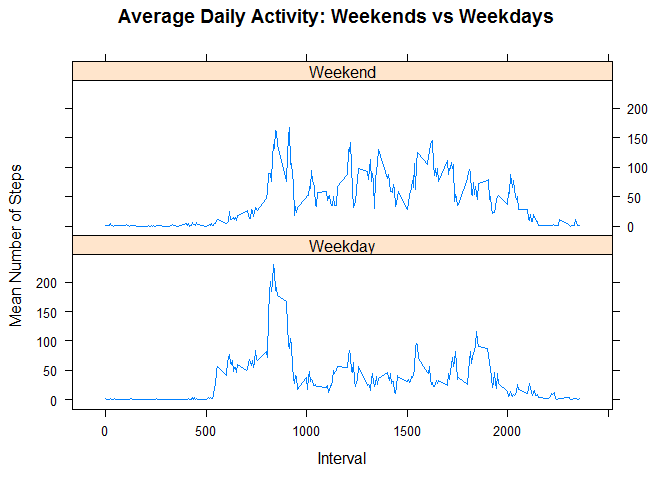 Average Daily Activity: Weekends vs Weekdays
Weekend
200
150
100
50
0
Mean Number of Steps
Weekday
200
150
100
50
0
0 500 1000 1500 2000
Interval